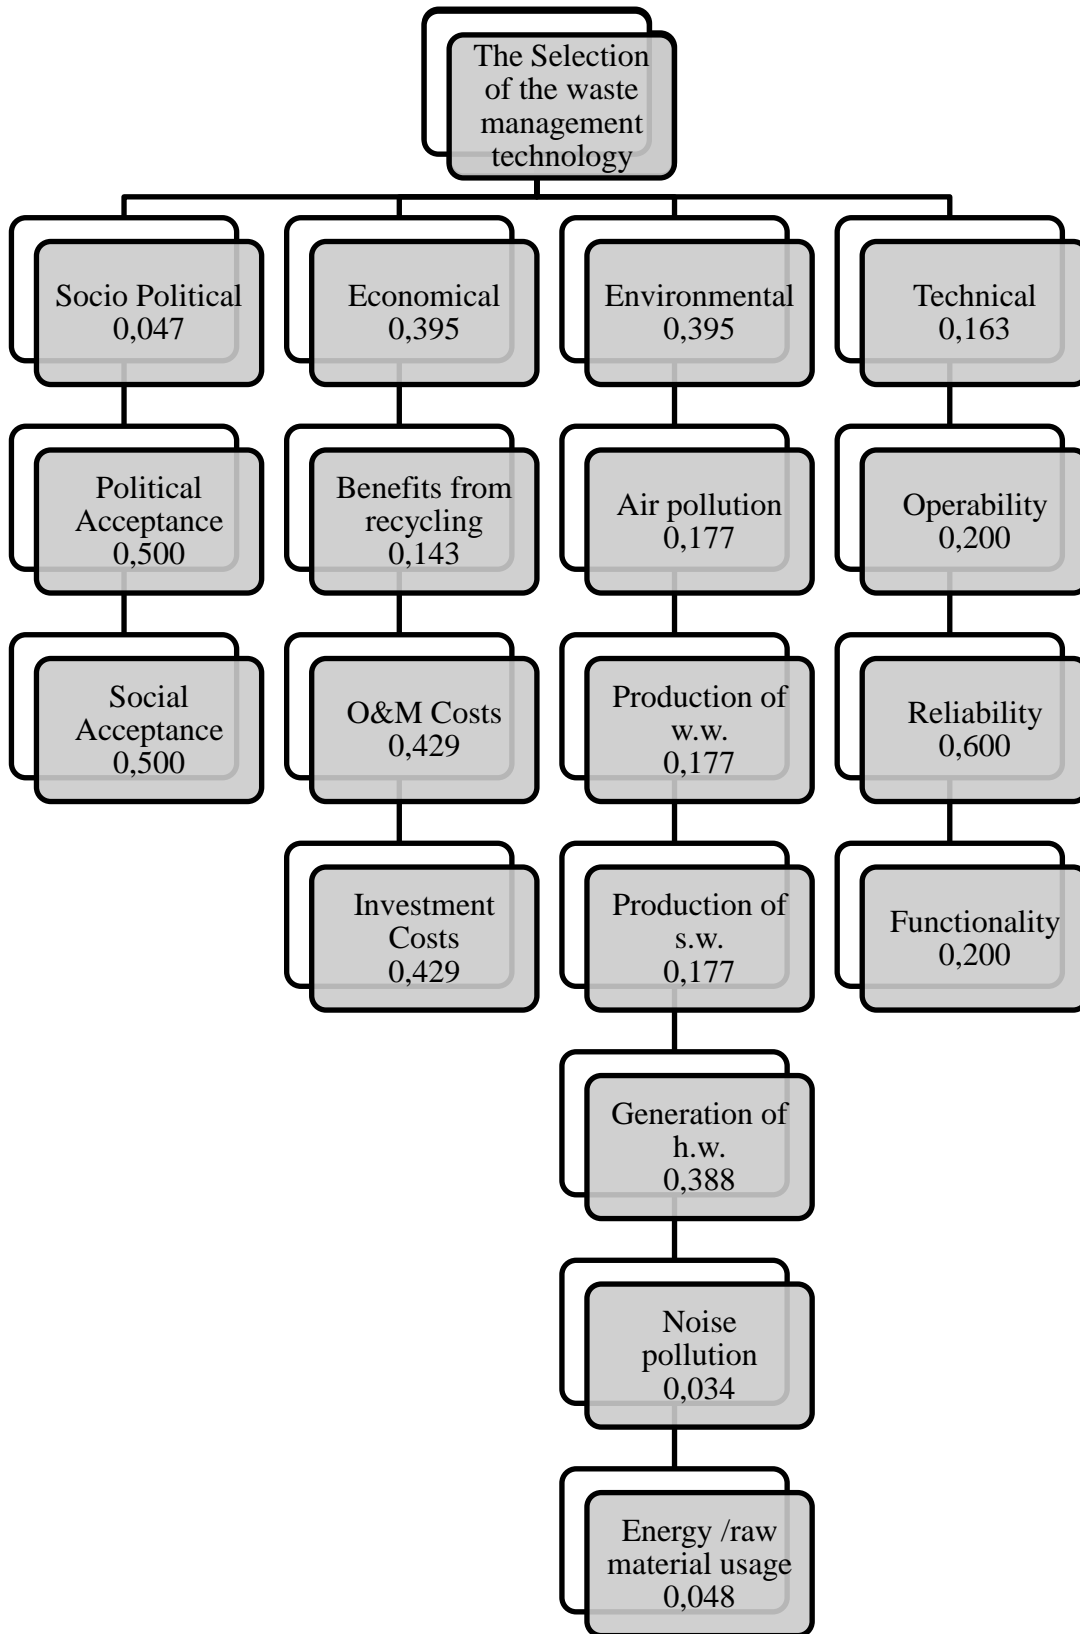 The Selection
of the waste
management
technology
Socio Political
0,047
Economical
0,395
Environmental
0,395
Technical
0,163
Political
Acceptance
0,500
Benefits from
recycling
0,143
Air pollution
0,177
Operability
0,200
Social
Acceptance
0,500
O&M Costs
0,429
Production of
w.w.
0,177
Reliability
0,600
Investment
Costs
0,429
Production of
s.w.
0,177
Functionality
0,200
Generation of
h.w.
0,388
Noise
pollution
0,034
Energy /raw
material usage
0,048